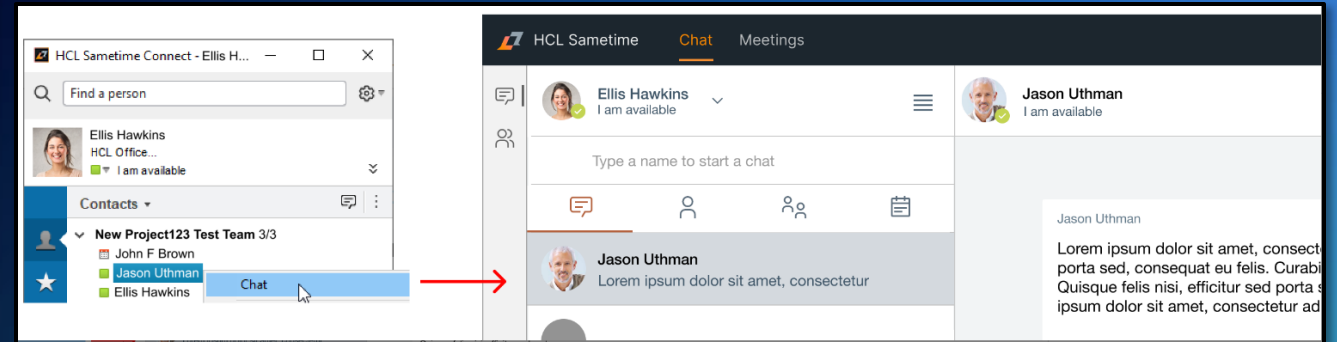 HCL Sametime Connect - Ellis H...
Find a person
Ellis Hawkins
HCL Office...
I am available
Contacts
New Project123 Test Team 3/3
John F Brown
Jason Uthman
Chat
Ellis Hawkins
HCL Sametime Chat Meetings
Ellis Hawkins
I am available
Type a name to start a chat
Jason Uthman
Lorem ipsum dolor sit amet, consectetur
Jason Uthman
I am available
Jason Uthman
Lorem ipsum dolor sit amet, consect
porta sed, consequat eu felis. Curabi
Quisque felis nisi, efficitur sed porta
ipsum dolor sit amet, consectetur ad